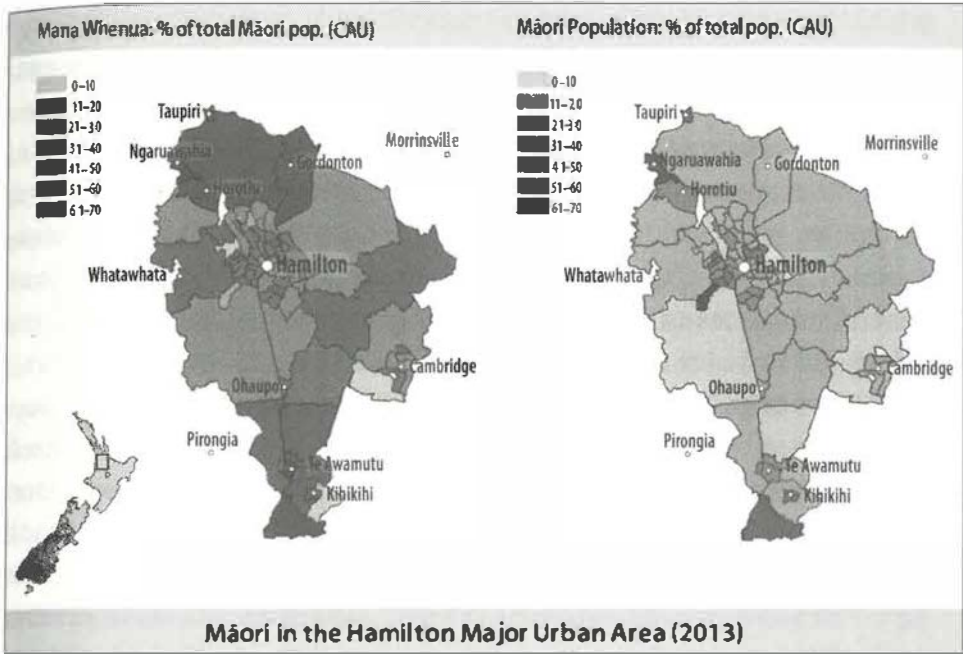 Mana Whenua: % of total Māori pop. (CAU)
0–10
11–20
21–30
31–40
41–50
51–60
61–70
Taupiri
Morrinsville
Ngaruawahia
Gordonton
Horotiu
Whatawhata
Hamilton
Cambridge
Ohaupo
Pirongia
Te Awamutu
Kihikihi
Māori Population: % of total pop. (CAU)
0–10
11–20
21–30
31–40
41–50
51–60
61–70
Taupiri
Morrinsville
Ngaruawahia
Gordonton
Horotiu
Whatawhata
Hamilton
Cambridge
Ohaupo
Pirongia
Te Awamutu
Kihikihi
Māori in the Hamilton Major Urban Area (2013)